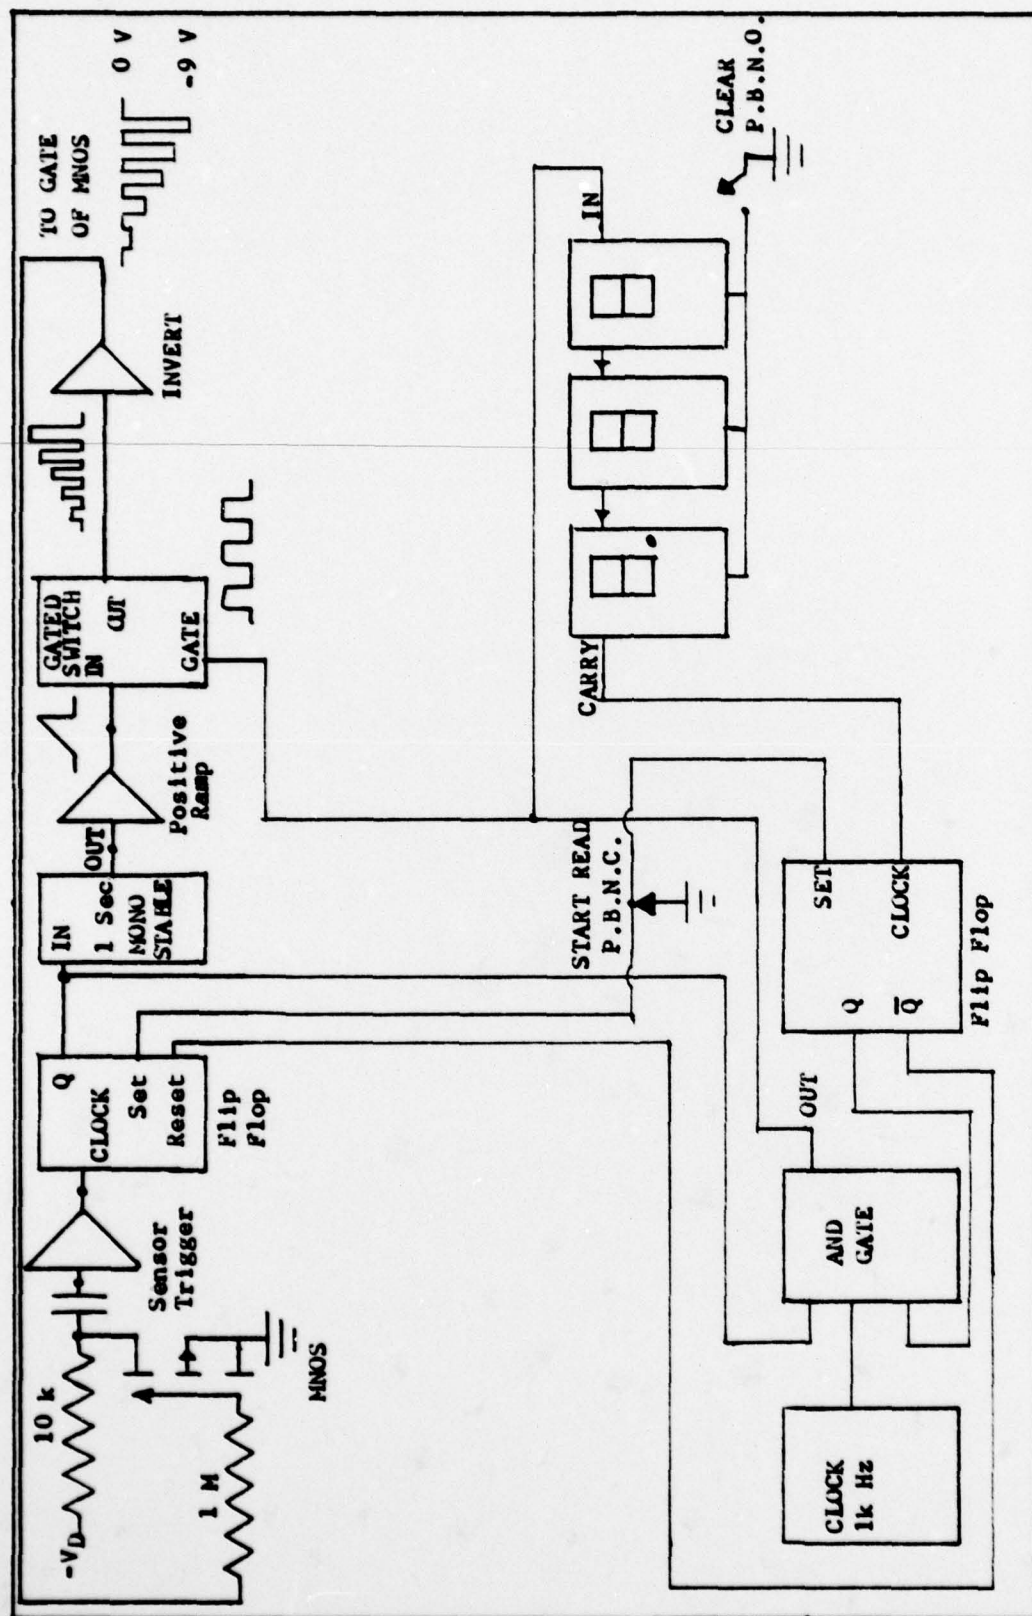 -VD
10 k
1 M
MNOS
Sensor
Trigger
CLOCK
Q
Set
Reset
Flip
Flop
IN
OUT
1 Sec
MONO
STABLE
Positive
Ramp
GATED
SWITCH
IN
OUT
GATE
INVERT
TO GATE
OF MNOS
0 V
-9 V
START READ
P.B.N.C.
CARRY
IN
CLEAR
P.B.N.O.
CLOCK
1k Hz
AND
GATE
OUT
Q
Q̅
SET
CLOCK
Flip Flop